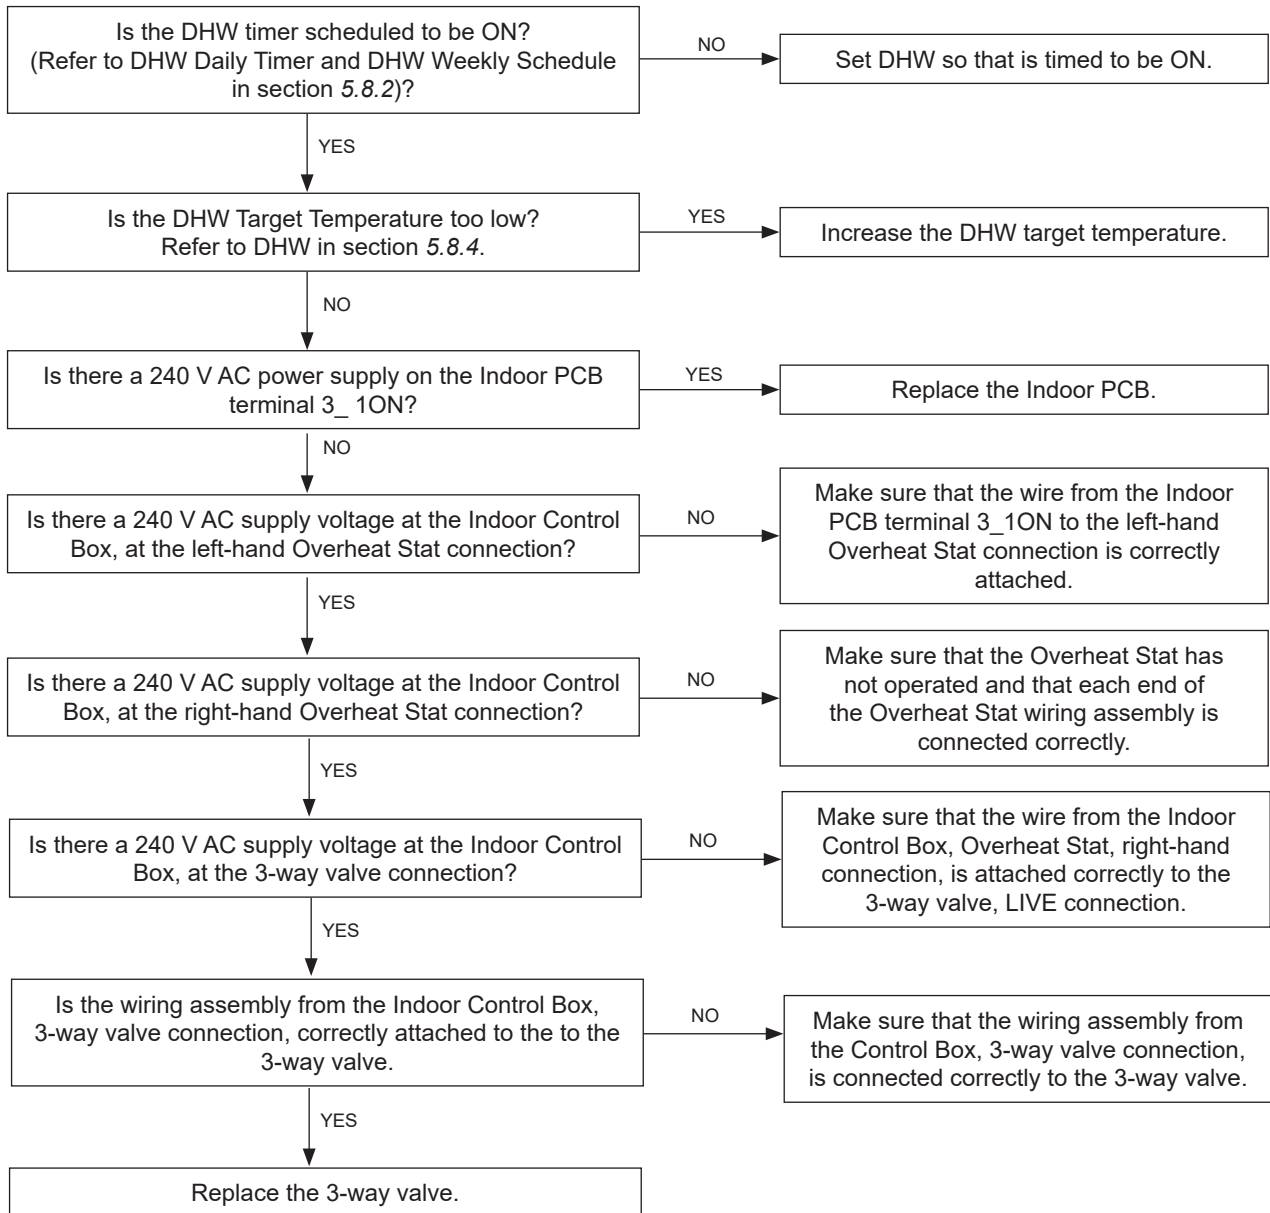 Is the DHW timer scheduled to be ON?
(Refer to DHW Daily Timer and DHW Weekly Schedule
in section 5.8.2)?
NO
Set DHW so that is timed to be ON.
YES
Is the DHW Target Temperature too low?
Refer to DHW in section 5.8.4.
YES
Increase the DHW target temperature.
NO
Is there a 240 V AC power supply on the Indoor PCB
terminal 3_ 1ON?
YES
Replace the Indoor PCB.
NO
Is there a 240 V AC supply voltage at the Indoor Control
Box, at the left-hand Overheat Stat connection?
NO
Make sure that the wire from the Indoor
PCB terminal 3_1ON to the left-hand
Overheat Stat connection is correctly
attached.
YES
Is there a 240 V AC supply voltage at the Indoor Control
Box, at the right-hand Overheat Stat connection?
NO
Make sure that the Overheat Stat has
not operated and that each end of
the Overheat Stat wiring assembly is
connected correctly.
YES
Is there a 240 V AC supply voltage at the Indoor Control
Box, at the 3-way valve connection?
NO
Make sure that the wire from the Indoor
Control Box, Overheat Stat, right-hand
connection, is attached correctly to the
3-way valve, LIVE connection.
YES
Is the wiring assembly from the Indoor Control Box,
3-way valve connection, correctly attached to the to the
3-way valve.
NO
Make sure that the wiring assembly from
the Control Box, 3-way valve connection,
is connected correctly to the 3-way valve.
YES
Replace the 3-way valve.